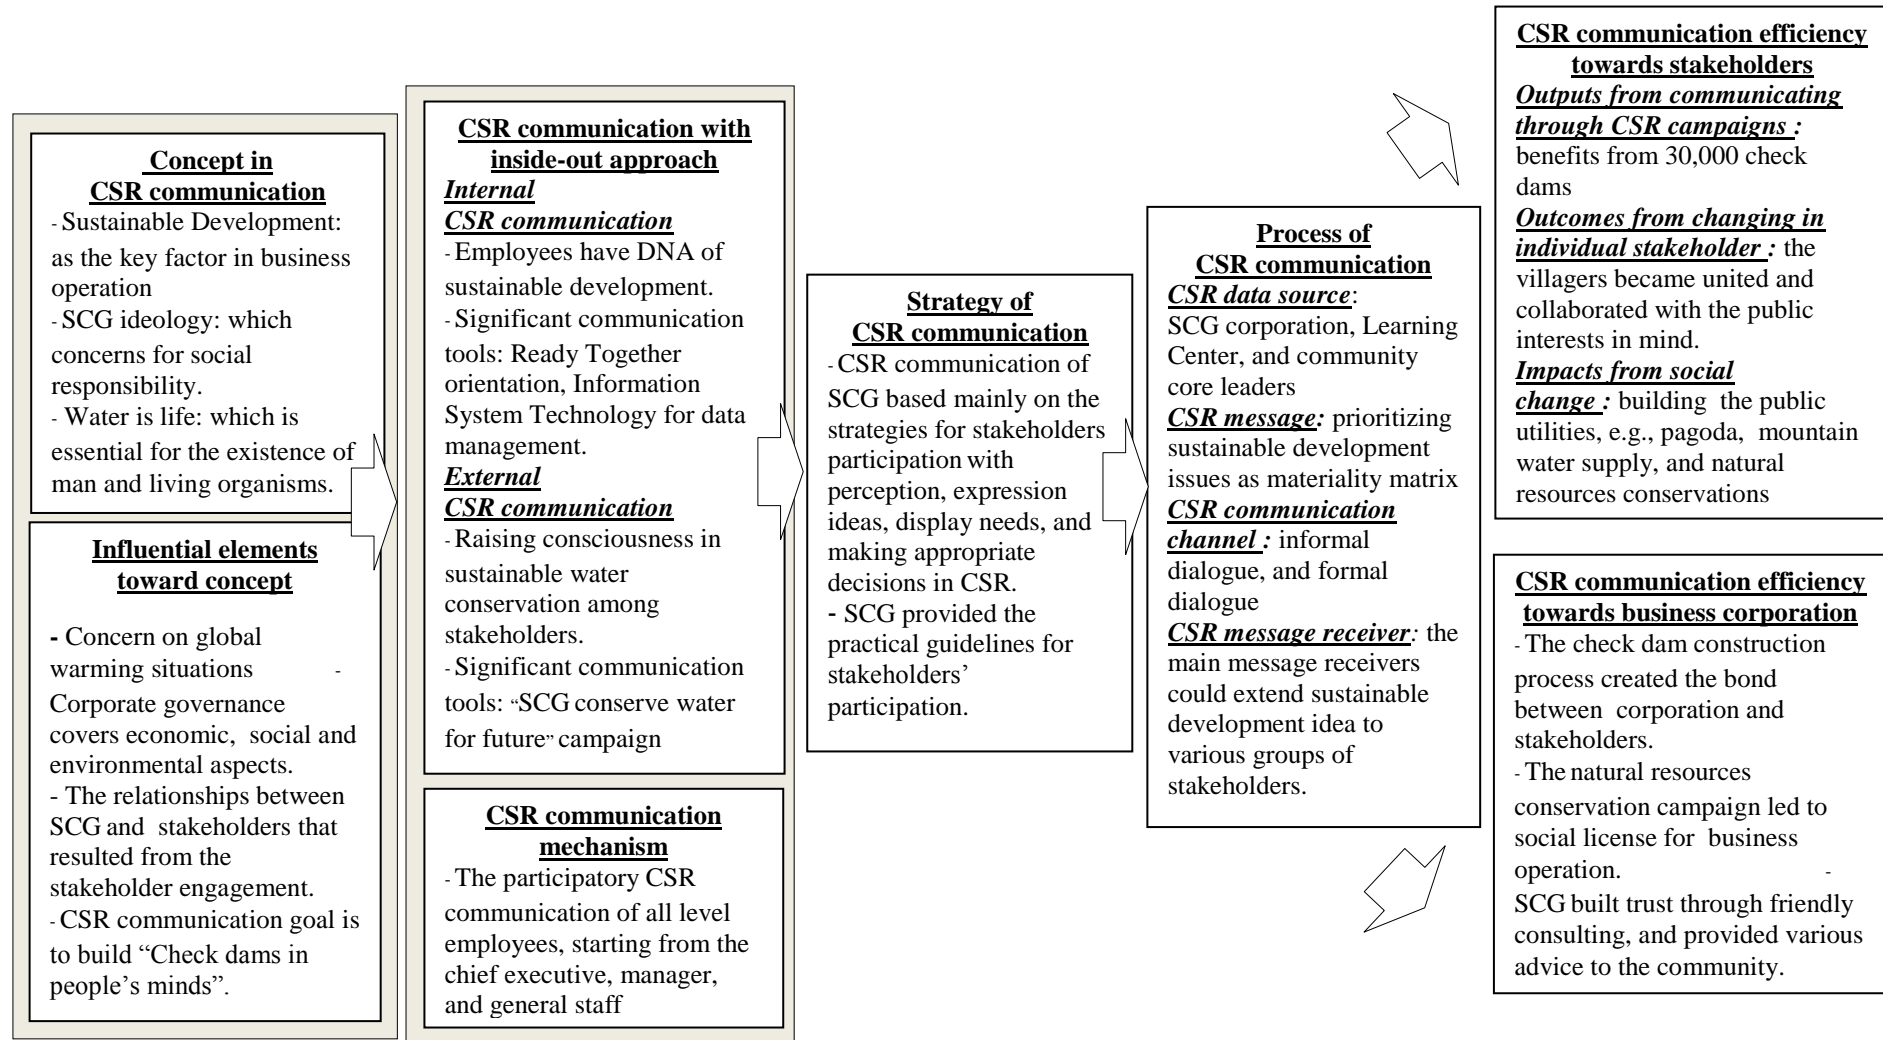 Concept in
CSR communication
- Sustainable Development:
as the key factor in business
operation
- SCG ideology: which
concerns for social
responsibility.
- Water is life: which is
essential for the existence of
man and living organisms.
Influential elements
toward concept
- Concern on global
warming situations -
Corporate governance
covers economic, social and
environmental aspects.
- The relationships between
SCG and stakeholders that
resulted from the
stakeholder engagement.
- CSR communication goal is
to build “Check dams in
people’s minds”.
CSR communication with
inside-out approach
Internal
CSR communication
- Employees have DNA of
sustainable development.
- Significant communication
tools: Ready Together
orientation, Information
System Technology for data
management.
External
CSR communication
- Raising consciousness in
sustainable water
conservation among
stakeholders.
- Significant communication
tools: “SCG conserve water
for future” campaign
CSR communication
mechanism
- The participatory CSR
communication of all level
employees, starting from the
chief executive, manager,
and general staff
Strategy of
CSR communication
- CSR communication of
SCG based mainly on the
strategies for stakeholders
participation with
perception, expression
ideas, display needs, and
making appropriate
decisions in CSR.
- SCG provided the
practical guidelines for
stakeholders’
participation.
Process of
CSR communication
CSR data source:
SCG corporation, Learning
Center, and community
core leaders
CSR message: prioritizing
sustainable development
issues as materiality matrix
CSR communication
channel : informal
dialogue, and formal
dialogue
CSR message receiver: the
main message receivers
could extend sustainable
development idea to
various groups of
stakeholders.
CSR communication efficiency
towards stakeholders
Outputs from communicating
through CSR campaigns :
benefits from 30,000 check
dams
Outcomes from changing in
individual stakeholder : the
villagers became united and
collaborated with the public
interests in mind.
Impacts from social
change : building the public
utilities, e.g., pagoda, mountain
water supply, and natural
resources conservations
CSR communication efficiency
towards business corporation
- The check dam construction
process created the bond
between corporation and
stakeholders.
- The natural resources
conservation campaign led to
social license for business
operation. -
SCG built trust through friendly
consulting, and provided various
advice to the community.